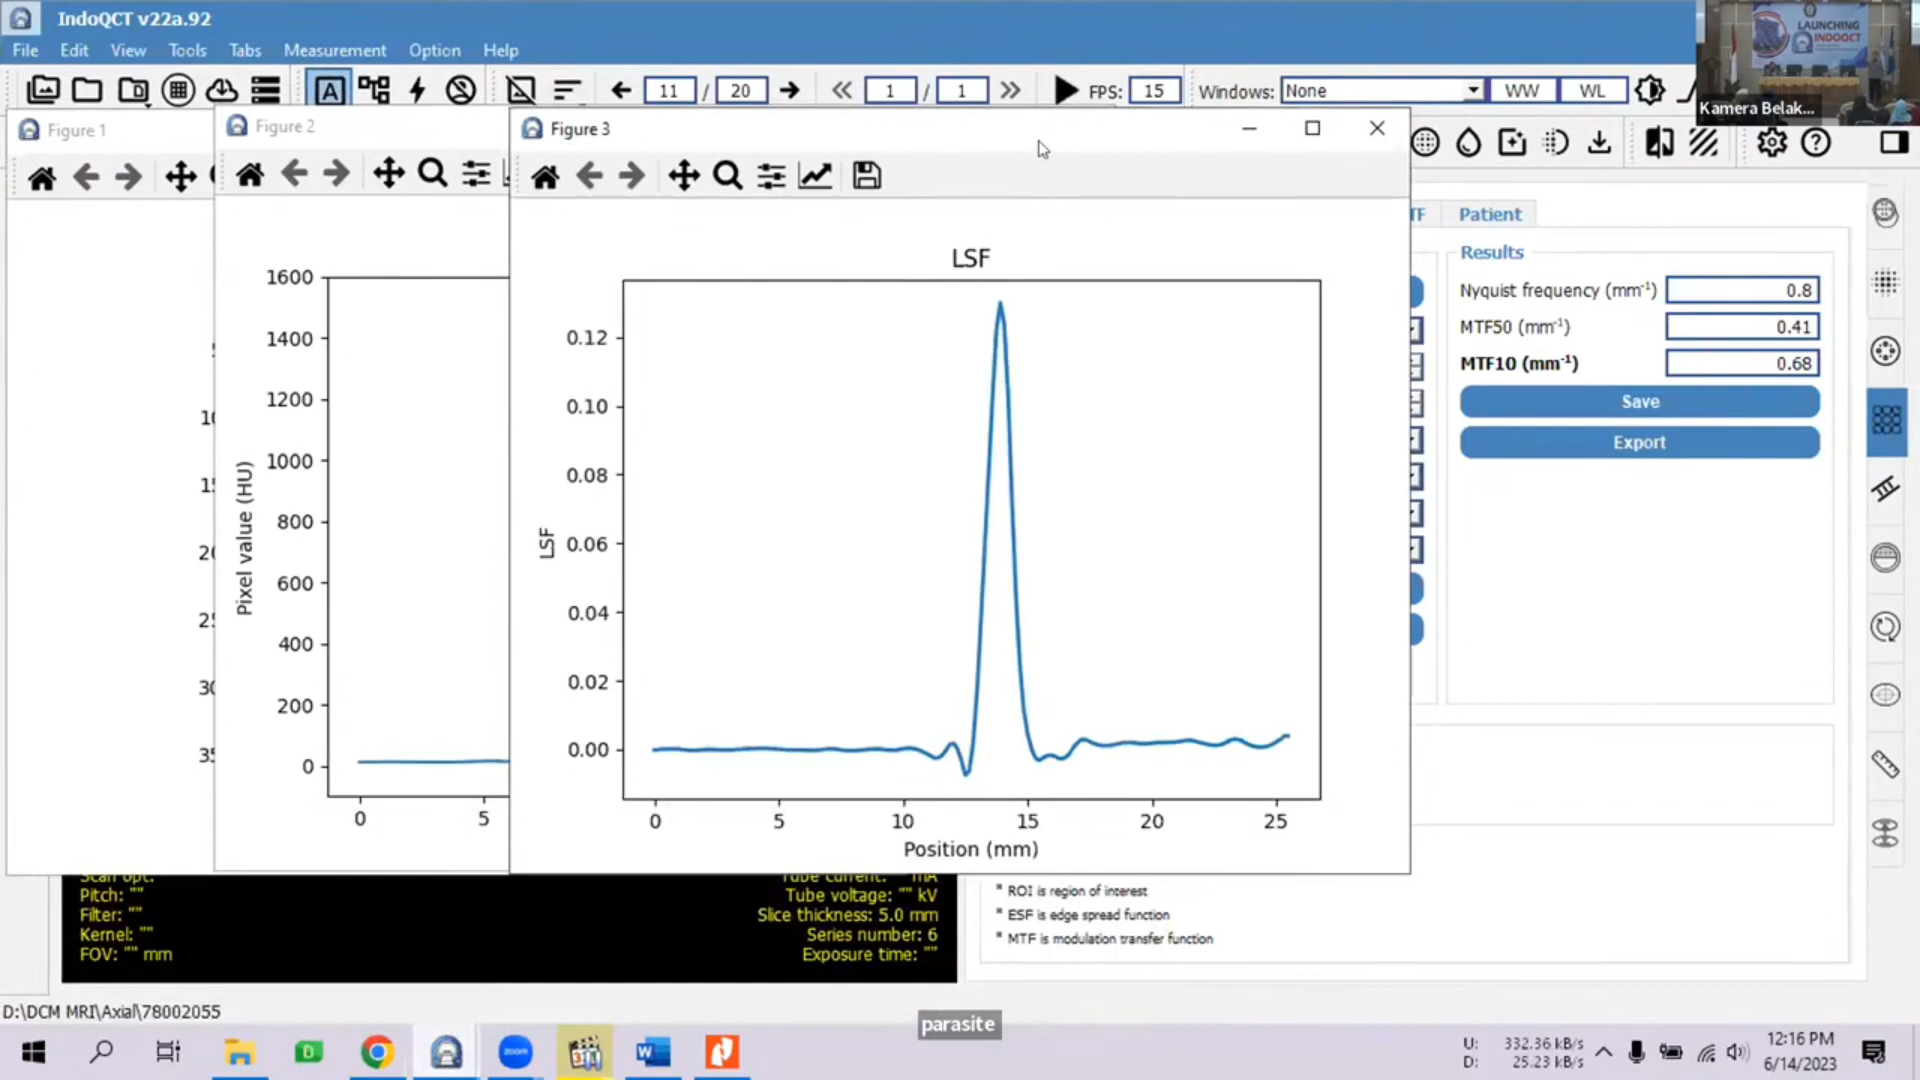 IndoQCT v22a.92
LAUNCHING
INDOQCT
File Edit View Tools Tabs Measurement Option Help
11 / 20 1 / 1 FPS: 15 Windows: None WW WL
Kamera Belak...
Figure 1
Figure 2
Figure 3
TF Patient
Results
Nyquist frequency (mm-1) 0.8
MTF50 (mm-1) 0.41
MTF10 (mm-1) 0.68
Save
Export
1600
1400
1200
1000
800
600
400
200
0
Pixel value (HU)
0 5
LSF
0.12
0.10
0.08
0.06
0.04
0.02
0.00
LSF
0 5 10 15 20 25
Position (mm)
Pitch: ""
Filter: ""
Kernel: ""
FOV: "" mm
Tube voltage: "" kV
Slice thickness: 5.0 mm
Series number: 6
Exposure time: ""
* ROI is region of interest
* ESF is edge spread function
* MTF is modulation transfer function
D:\DCM MRI\Axial\78002055
parasite
zoom
U: 332.36 kB/s
D: 25.23 kB/s
12:16 PM
6/14/2023